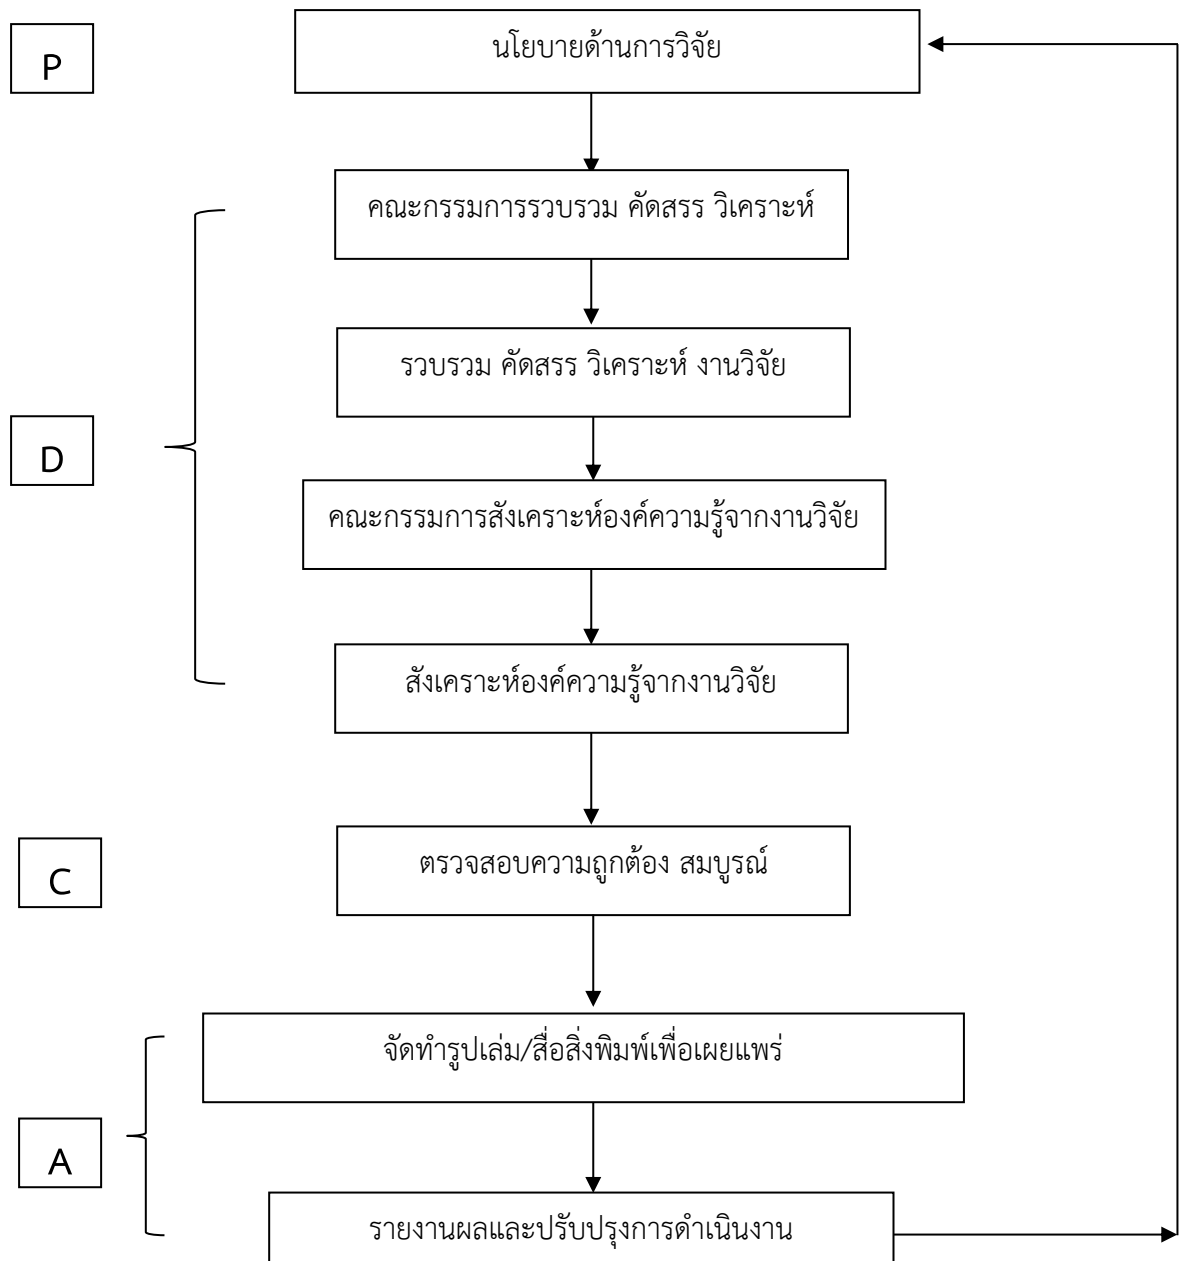 P
นโยบายด้านการวิจัย
คณะกรรมการรวบรวม คัดสรร วิเคราะห์
รวบรวม คัดสรร วิเคราะห์ งานวิจัย
D
คณะกรรมการสังเคราะห์องค์ความรู้จากงานวิจัย
สังเคราะห์องค์ความรู้จากงานวิจัย
C
ตรวจสอบความถูกต้อง สมบูรณ์
จัดทำรูปเล่ม/สื่อสิ่งพิมพ์เพื่อเผยแพร่
A
รายงานผลและปรับปรุงการดำเนินงาน